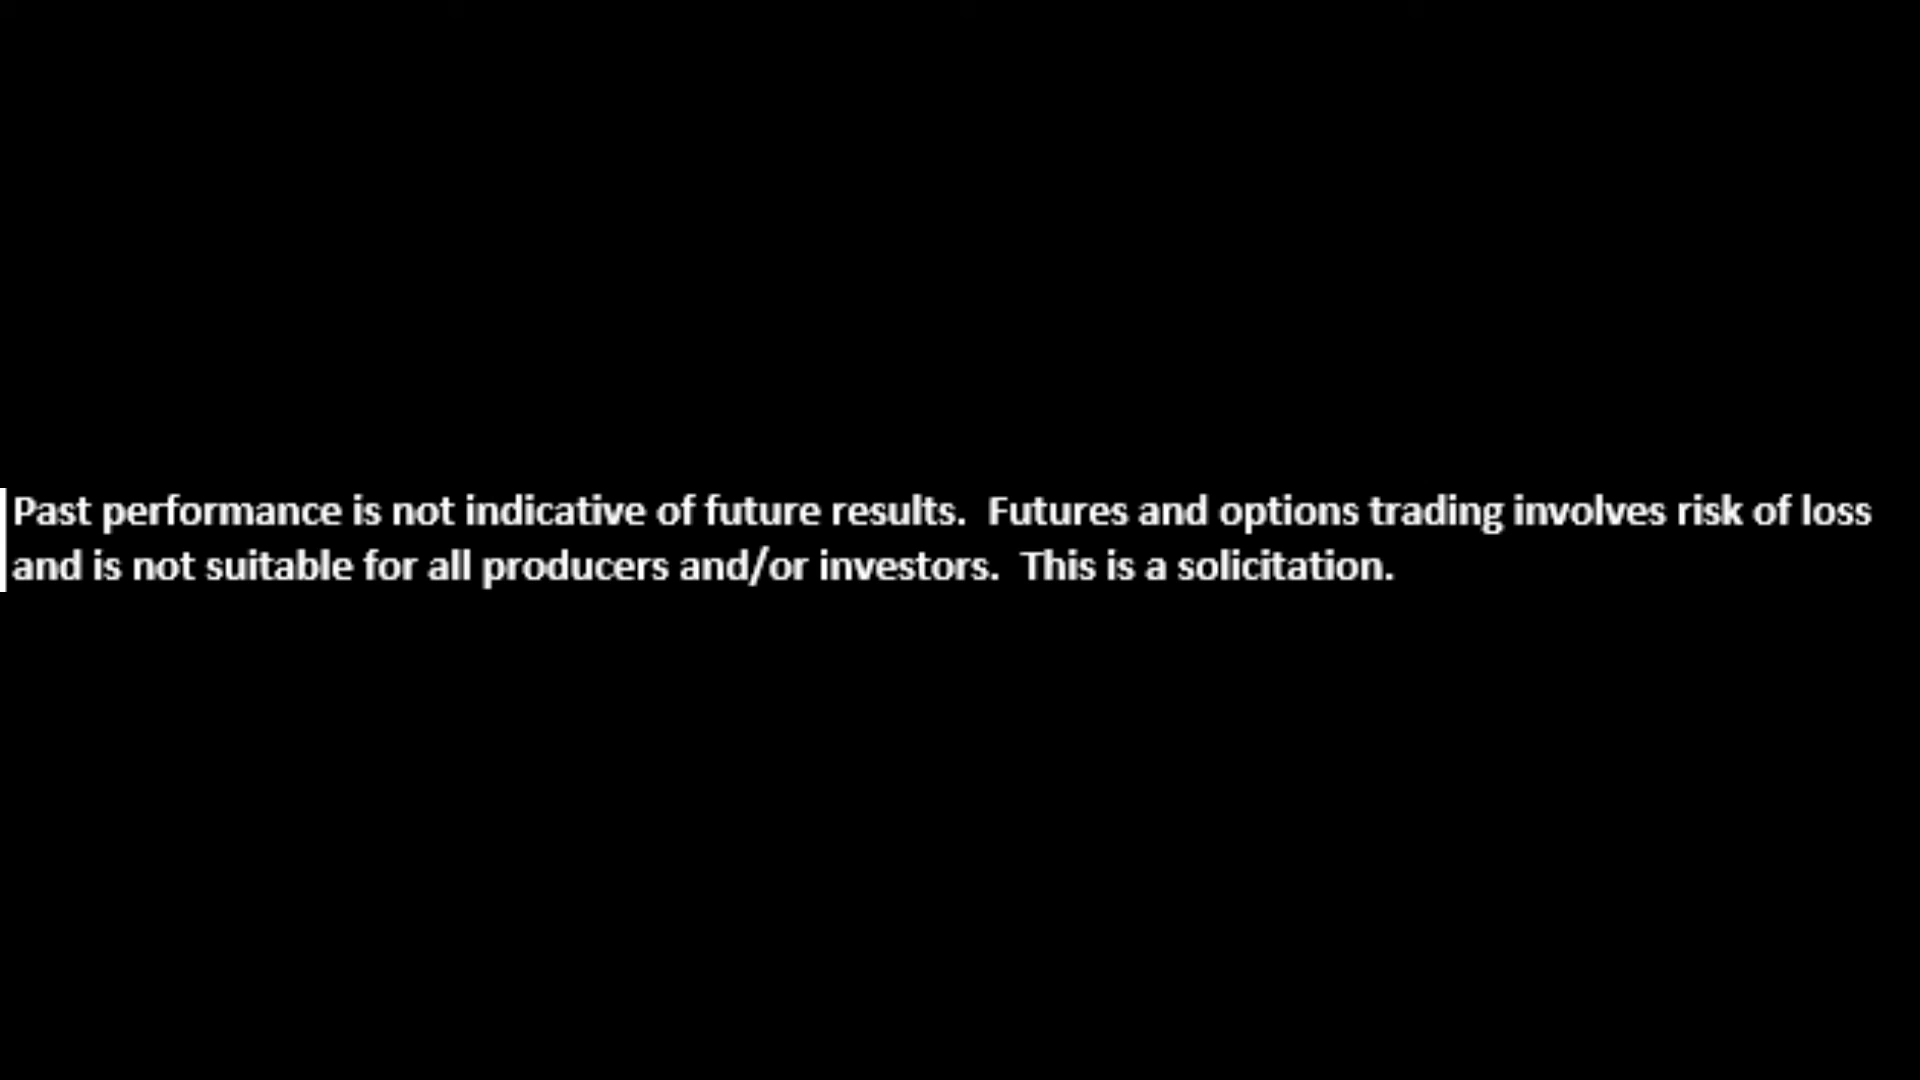 Past performance is not indicative of future results.  Futures and options trading involves risk of loss
and is not suitable for all producers and/or investors.  This is a solicitation.